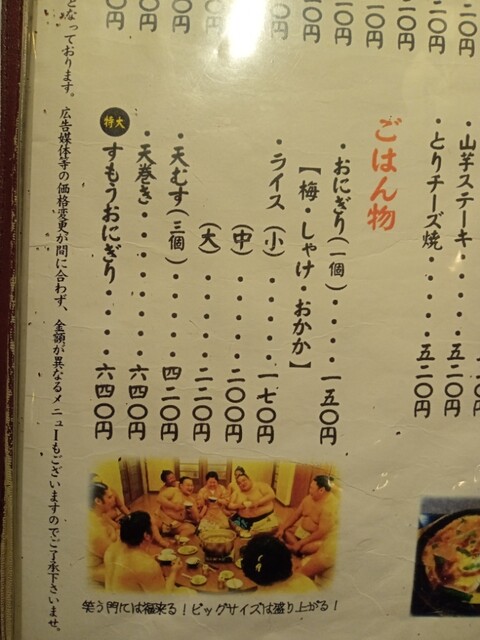 ・山芋ステーキ・・・・五二〇円
・とりチーズ焼・・・・五二〇円
ごはん物
・おにぎり(一個)・・・・一五〇円
【梅・しゃけ・おかか】
・ライス(小)・・・・・一七〇円
(中)・・・・・二〇〇円
(大)・・・・・二二〇円
・天むす(三個)・・・・・四二〇円
・天巻き・・・・・・・・六四〇円
特大 すもうおにぎり・・・・六四〇円
となっております。広告媒体等の価格変更が間に合わず、金額が異なるメニューもございますのでご了承下さいませ。
笑う門には福来る!ビッグサイズは盛り上がる!